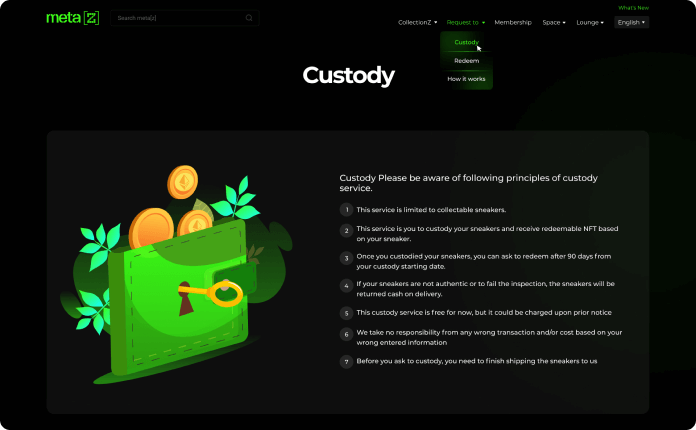 What's New
meta [Z]
Search meta[z]
CollectionZ
Request to
Membership
Space
Lounge
English
Custody
Redeem
How it works
Custody
Custody Please be aware of following principles of custody
service.
1 This service is limited to collectable sneakers.
2 This service is you to custody your sneakers and receive redeemable NFT based
on your sneaker.
3 Once you custodied your sneakers, you can ask to redeem after 90 days from
your custody starting date.
4 If your sneakers are not authentic or to fail the inspection, the sneakers will be
returned cash on delivery.
5 This custody service is free for now, but it could be charged upon prior notice
6 We take no responsibility from any wrong transaction and/or cost based on your
wrong entered information
7 Before you ask to custody, you need to finish shipping the sneakers to us